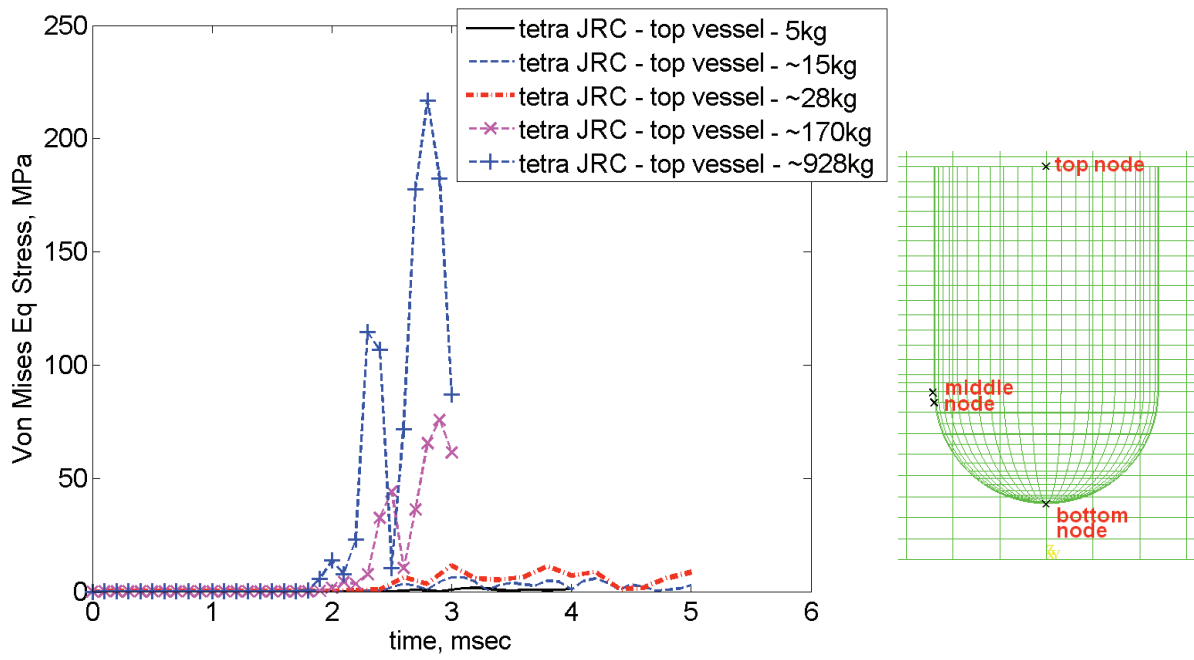 250
200
150
100
50
0
Von Mises Eq Stress, MPa
tetra JRC - top vessel - 5kg
tetra JRC - top vessel - ~15kg
tetra JRC - top vessel - ~28kg
tetra JRC - top vessel - ~170kg
tetra JRC - top vessel - ~928kg
0 1 2 3 4 5 6
time, msec
top node
middle
node
bottom
node